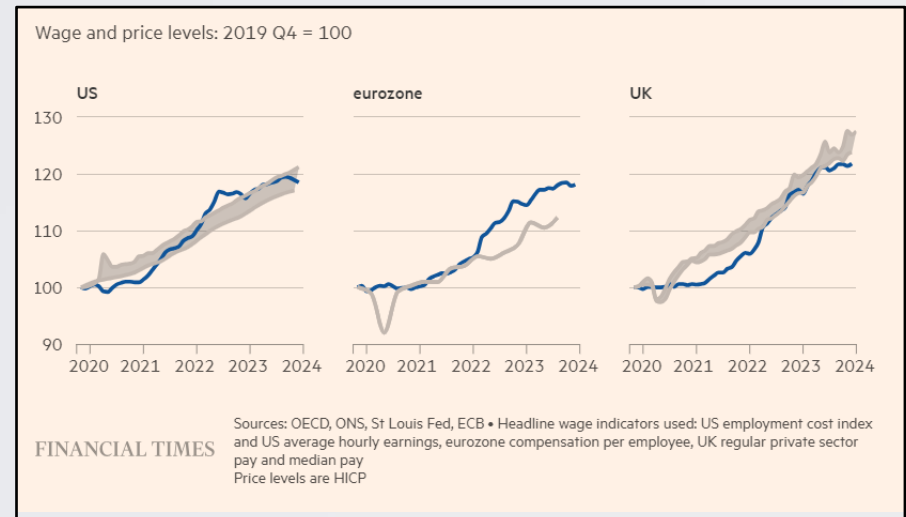 Wage and price levels: 2019 Q4 = 100
US
eurozone
UK
130
120
110
100
90
2020 2021 2022 2023 2024
2020 2021 2022 2023 2024
2020 2021 2022 2023 2024
FINANCIAL TIMES
Sources: OECD, ONS, St Louis Fed, ECB • Headline wage indicators used: US employment cost index
and US average hourly earnings, eurozone compensation per employee, UK regular private sector
pay and median pay
Price levels are HICP